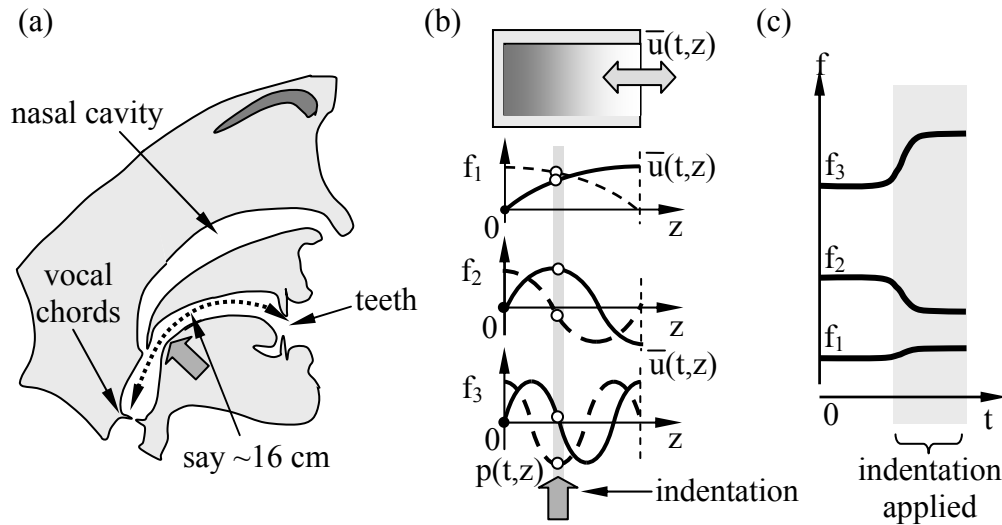 (a)
nasal cavity
vocal
chords
teeth
say ~16 cm
(b)
u̅(t,z)
f₁
u̅(t,z)
0
z
f₂
0
z
u̅(t,z)
f₃
0
z
p(t,z)
indentation
(c)
f
f₃
f₂
f₁
0
t
indentation
applied